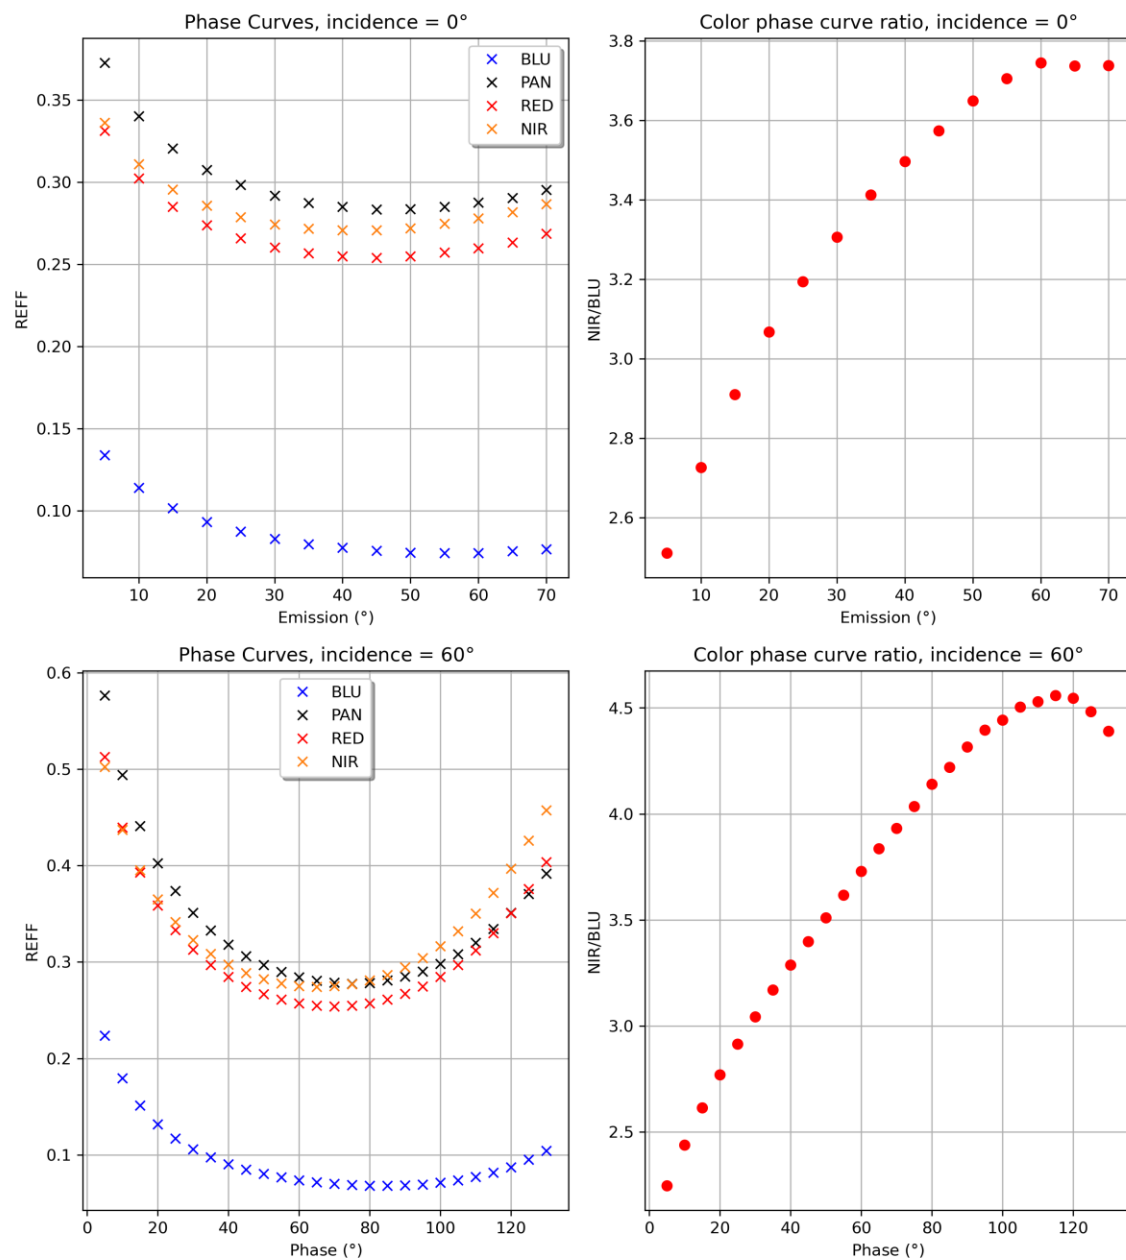 Phase Curves, incidence = 0°
BLU
PAN
RED
NIR
0.35
0.30
0.25
0.20
0.15
0.10
REFF
10 20 30 40 50 60 70
Emission (°)
Color phase curve ratio, incidence = 0°
3.8
3.6
3.4
3.2
3.0
2.8
2.6
NIR/BLU
10 20 30 40 50 60 70
Emission (°)
Phase Curves, incidence = 60°
BLU
PAN
RED
NIR
0.6
0.5
0.4
0.3
0.2
0.1
REFF
0 20 40 60 80 100 120
Phase (°)
Color phase curve ratio, incidence = 60°
4.5
4.0
3.5
3.0
2.5
NIR/BLU
0 20 40 60 80 100 120
Phase (°)